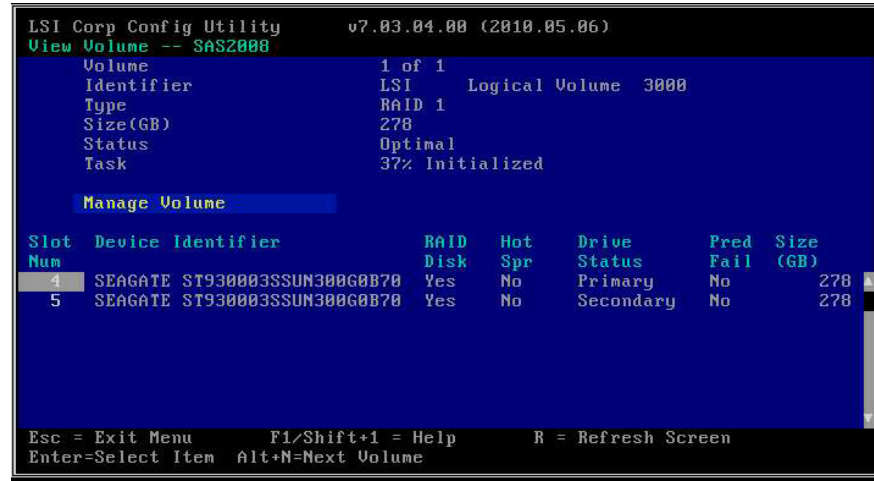 LSI Corp Config Utility v7.03.04.00 (2010.05.06)
View Volume -- SAS2008
Volume 1 of 1
Identifier LSI Logical Volume 3000
Type RAID 1
Size(GB) 278
Status Optimal
Task 37% Initialized
Manage Volume
Slot Device Identifier RAID Hot Drive Pred Size
Num Disk Spr Status Fail (GB)
4 SEAGATE ST930003SSUN300G0B70 Yes No Primary No 278
5 SEAGATE ST930003SSUN300G0B70 Yes No Secondary No 278
Esc = Exit Menu F1/Shift+1 = Help R = Refresh Screen
Enter=Select Item Alt+N=Next Volume